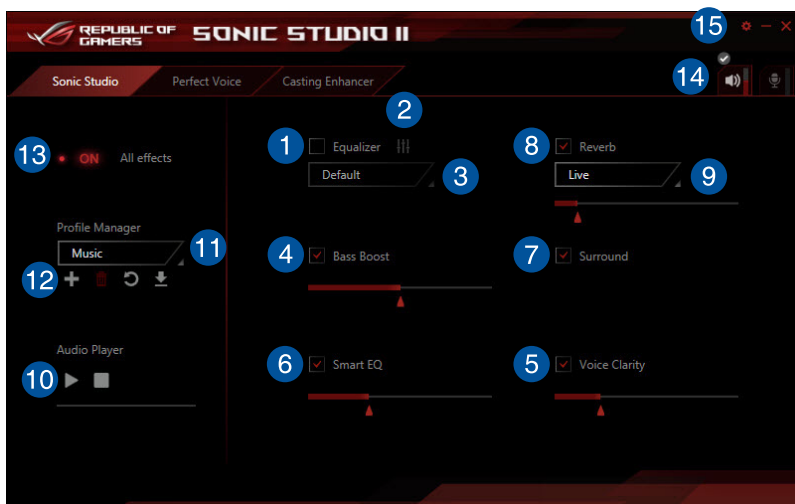 REPUBLIC OF GAMERS SONIC STUDIO II 15
Sonic Studio Perfect Voice Casting Enhancer 14
2
13 ON All effects
1 Equalizer
8 Reverb
Default 3
Live 9
Profile Manager
Music 11
12
4 Bass Boost
7 Surround
Audio Player
10
6 Smart EQ
5 Voice Clarity